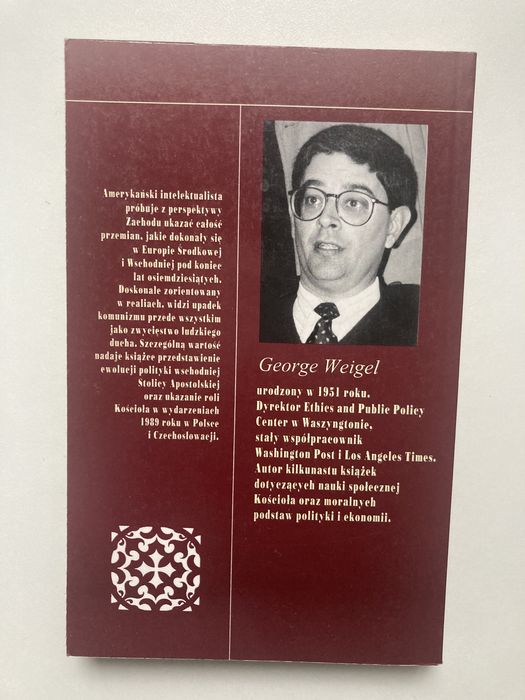 Amerykański intelektualista
próbuje z perspektywy
Zachodu ukazać całość
przemian, jakie dokonały się
w Europie Środkowej
i Wschodniej pod koniec
lat osiemdziesiątych.
Doskonale zorientowany
w realiach, widzi upadek
komunizmu przede wszystkim
jako zwycięstwo ludzkiego
ducha. Szczególną wartość
nadaje książce przedstawienie
ewolucji polityki wschodniej
Stolicy Apostolskiej
oraz ukazanie roli
Kościoła w wydarzeniach
1989 roku w Polsce
i Czechosłowacji.
George Weigel
urodzony w 1951 roku.
Dyrektor Ethics and Public Policy
Center w Waszyngtonie,
stały współpracownik
Washington Post i Los Angeles Times.
Autor kilkunastu książek
dotyczących nauki społecznej
Kościoła oraz moralnych
podstaw polityki i ekonomii.